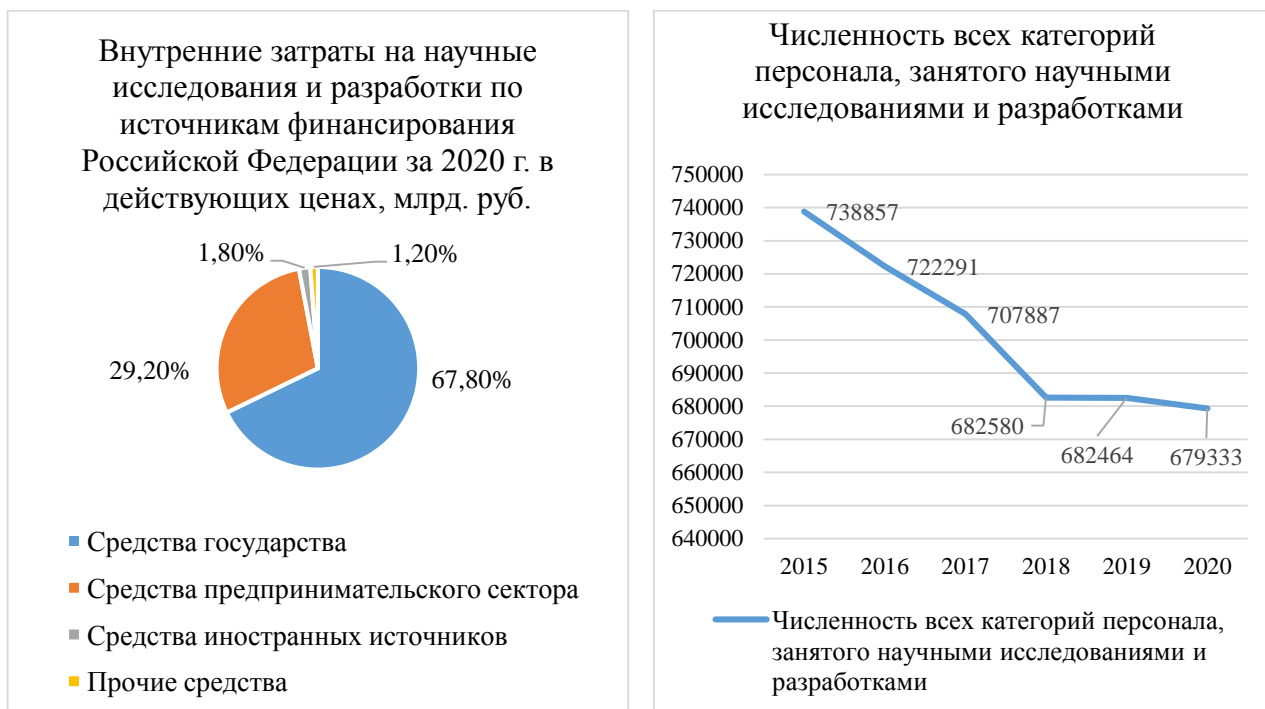 Внутренние затраты на научные
исследования и разработки по
источникам финансирования
Российской Федерации за 2020 г. в
действующих ценах, млрд. руб.
1,80%
1,20%
29,20%
67,80%
Средства государства
Средства предпринимательского сектора
Средства иностранных источников
Прочие средства
Численность всех категорий
персонала, занятого научными
исследованиями и разработками
750000
740000
730000
720000
710000
700000
690000
680000
670000
660000
650000
640000
738857
722291
707887
682580
682464
679333
2015 2016 2017 2018 2019 2020
Численность всех категорий персонала,
занятого научными исследованиями и
разработками